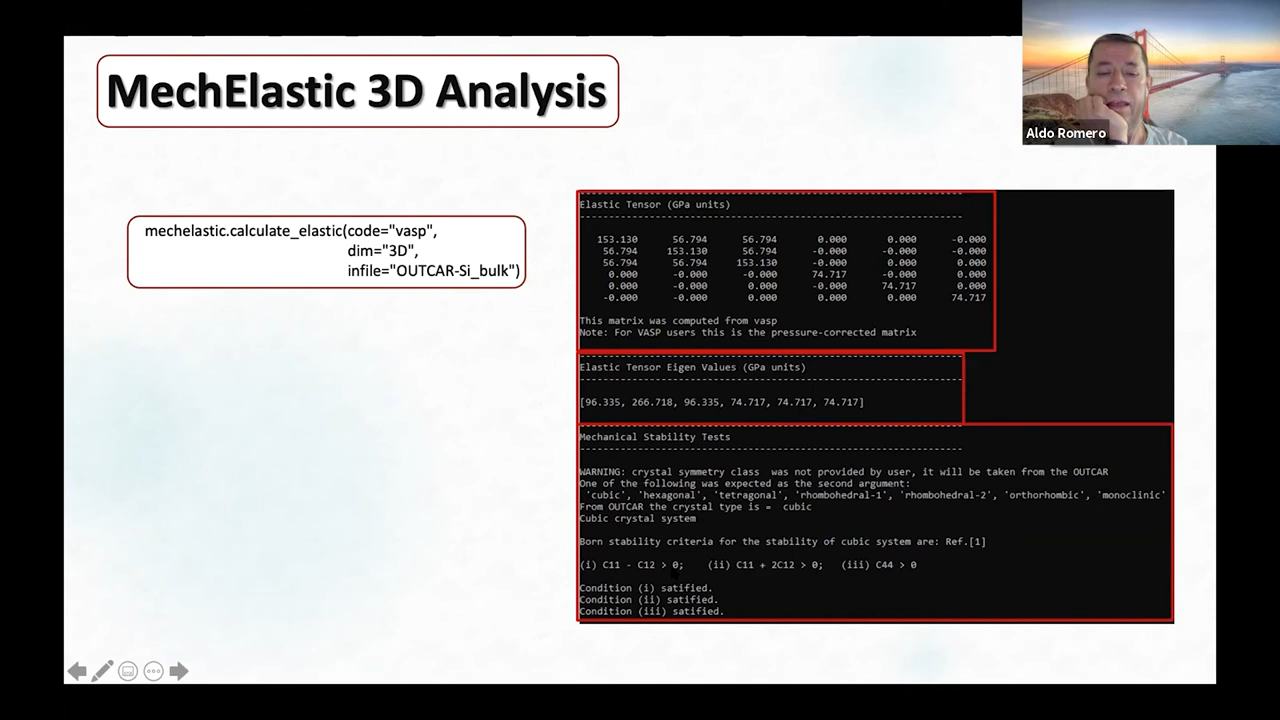 MechElastic 3D Analysis
Aldo Romero
mechelastic.calculate_elastic(code="vasp",
dim="3D",
infile="OUTCAR-Si_bulk")
Elastic Tensor (GPa units)
153.130 56.794 56.794 0.000 0.000 -0.000
56.794 153.130 56.794 -0.000 -0.000 -0.000
56.794 56.794 153.130 -0.000 -0.000 0.000
0.000 -0.000 -0.000 74.717 0.000 0.000
0.000 -0.000 0.000 0.000 74.717 0.000
-0.000 -0.000 0.000 0.000 0.000 74.717
This matrix was computed from vasp
Note: For VASP users this is the pressure-corrected matrix
Elastic Tensor Eigen Values (GPa units)
[96.335, 266.718, 96.335, 74.717, 74.717, 74.717]
Mechanical Stability Tests
WARNING: crystal symmetry class was not provided by user, it will be taken from the OUTCAR
One of the following was expected as the second argument:
'cubic', 'hexagonal', 'tetragonal', 'rhombohedral-1', 'rhombohedral-2', 'orthorhombic', 'monoclinic'
From OUTCAR the crystal type is = cubic
Cubic crystal system
Born stability criteria for the stability of cubic system are: Ref.[1]
(i) C11 - C12 > 0; (ii) C11 + 2C12 > 0; (iii) C44 > 0
Condition (i) satified.
Condition (ii) satified.
Condition (iii) satified.